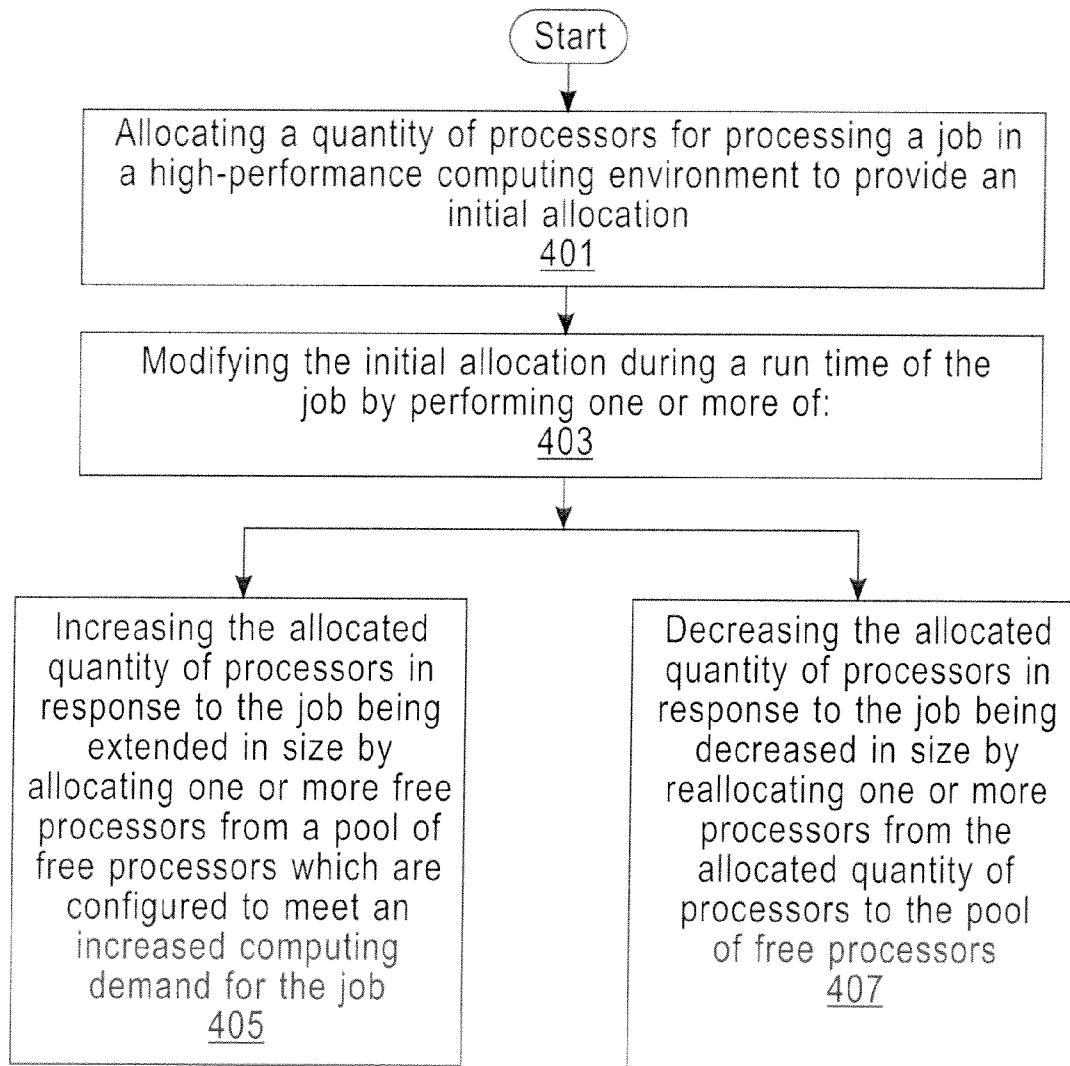 Start
Allocating a quantity of processors for processing a job in
a high-performance computing environment to provide an
initial allocation
401
Modifying the initial allocation during a run time of the
job by performing one or more of:
403
Increasing the allocated
quantity of processors in
response to the job being
extended in size by
allocating one or more free
processors from a pool of
free processors which are
configured to meet an
increased computing
demand for the job
405
Decreasing the allocated
quantity of processors in
response to the job being
decreased in size by
reallocating one or more
processors from the
allocated quantity of
processors to the pool
of free processors
407